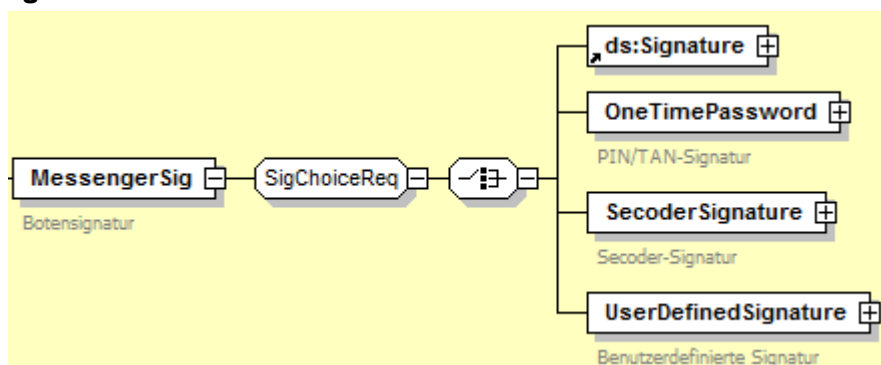 ds:Signature
OneTimePassword
PIN/TAN-Signatur
MessengerSig
SigChoiceReq
Botensignatur
SecoderSignature
Secoder-Signatur
UserDefinedSignature
Benutzerdefinierte Signatur